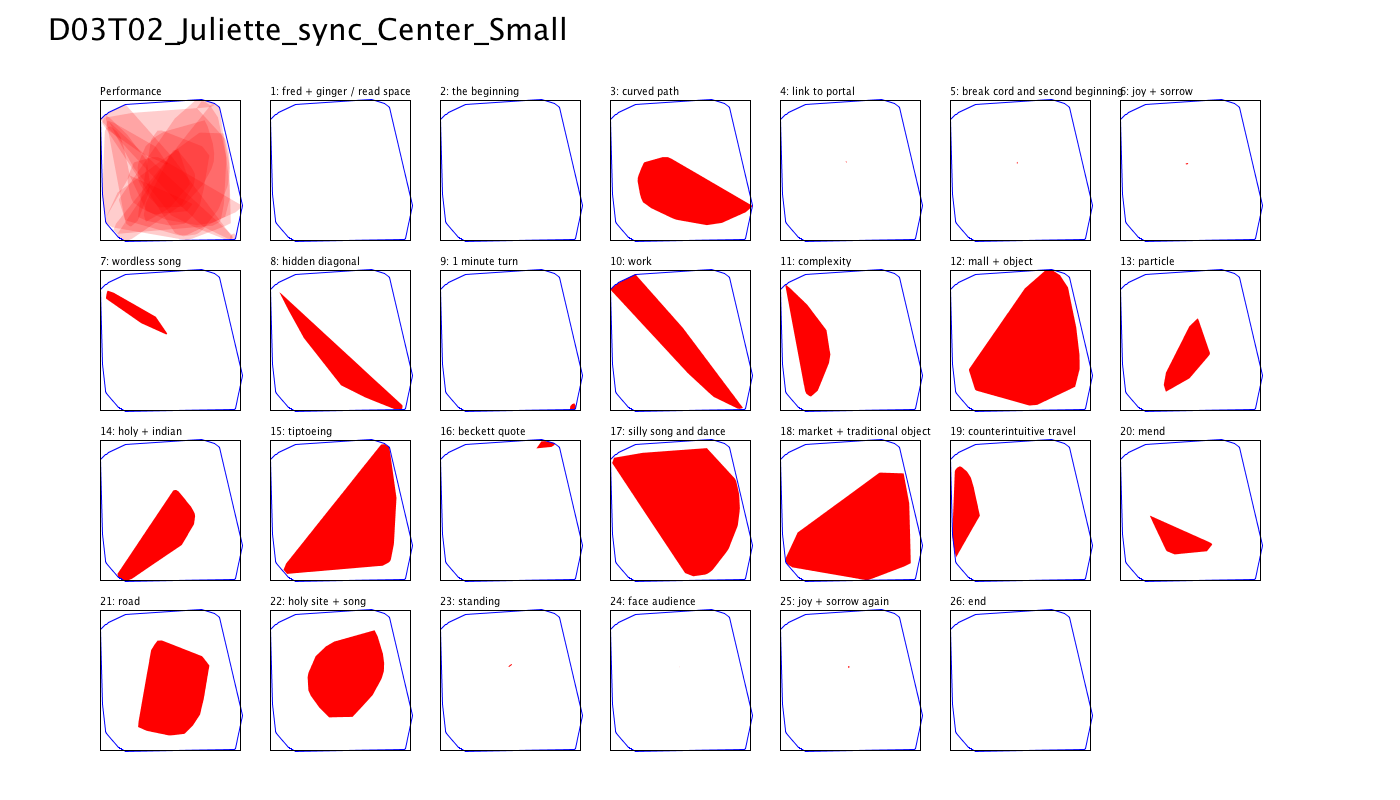 D03T02_Juliette_sync_Center_Small
Performance
1: fred + ginger / read space
2: the beginning
3: curved path
4: link to portal
5: break cord and second beginning
6: joy + sorrow
7: wordless song
8: hidden diagonal
9: 1 minute turn
10: work
11: complexity
12: mall + object
13: particle
14: holy + indian
15: tiptoeing
16: beckett quote
17: silly song and dance
18: market + traditional object
19: counterintuitive travel
20: mend
21: road
22: holy site + song
23: standing
24: face audience
25: joy + sorrow again
26: end